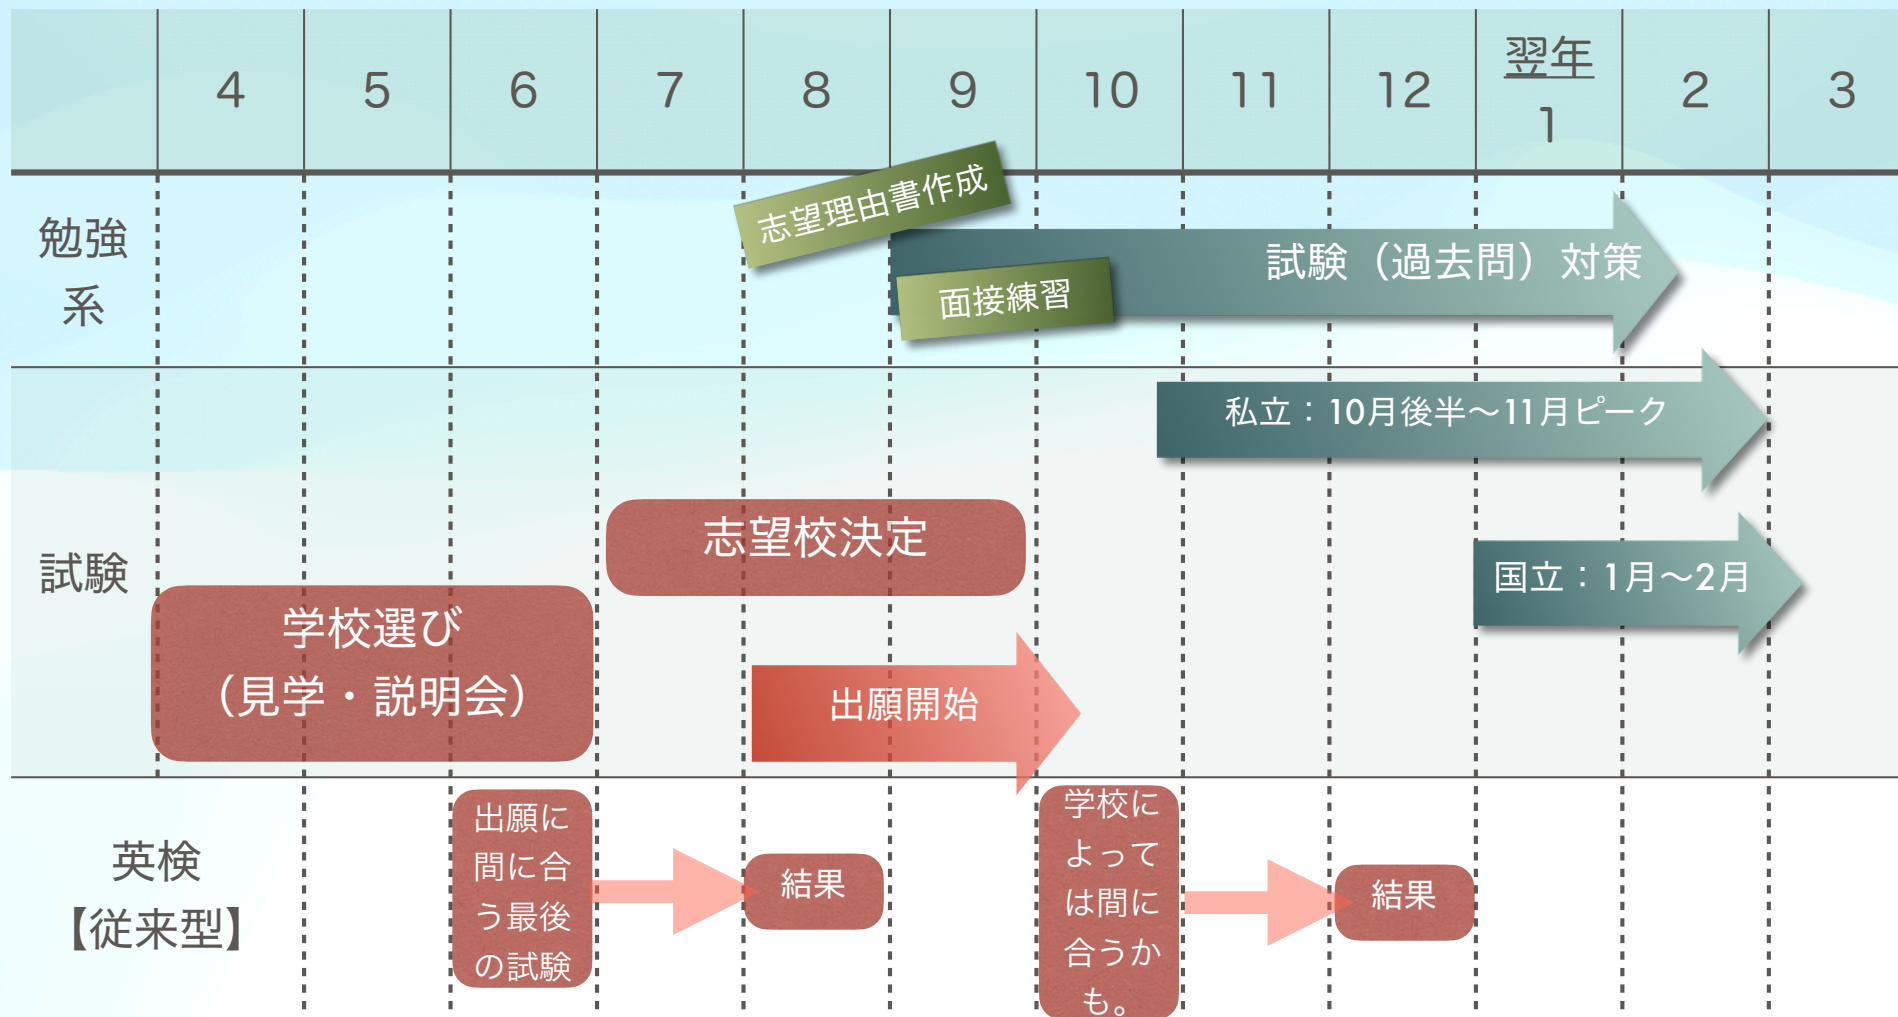 4 5 6 7 8 9 10 11 12 翌年 2 3
1
志望理由書作成
勉強
系
試験（過去問）対策
面接練習
私立：10月後半〜11月ピーク
志望校決定
試験
国立：1月〜2月
学校選び
（見学・説明会）
出願開始
英検
【従来型】
出願に
間に合
う最後
の試験
結果
学校に
よって
は間に
合うか
も。
結果